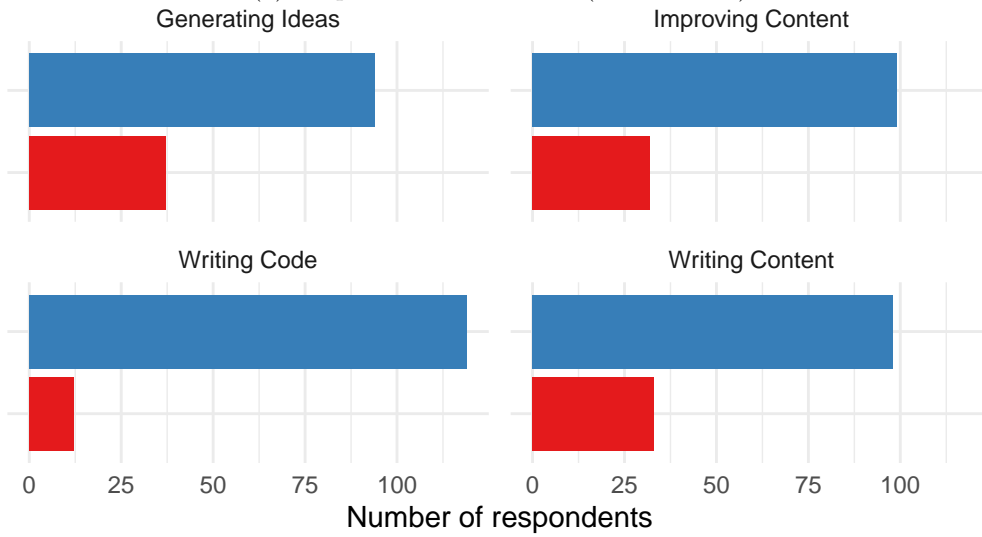 Generating Ideas
Improving Content
Writing Code
Writing Content
0 25 50 75 100 0 25 50 75 100
Number of respondents